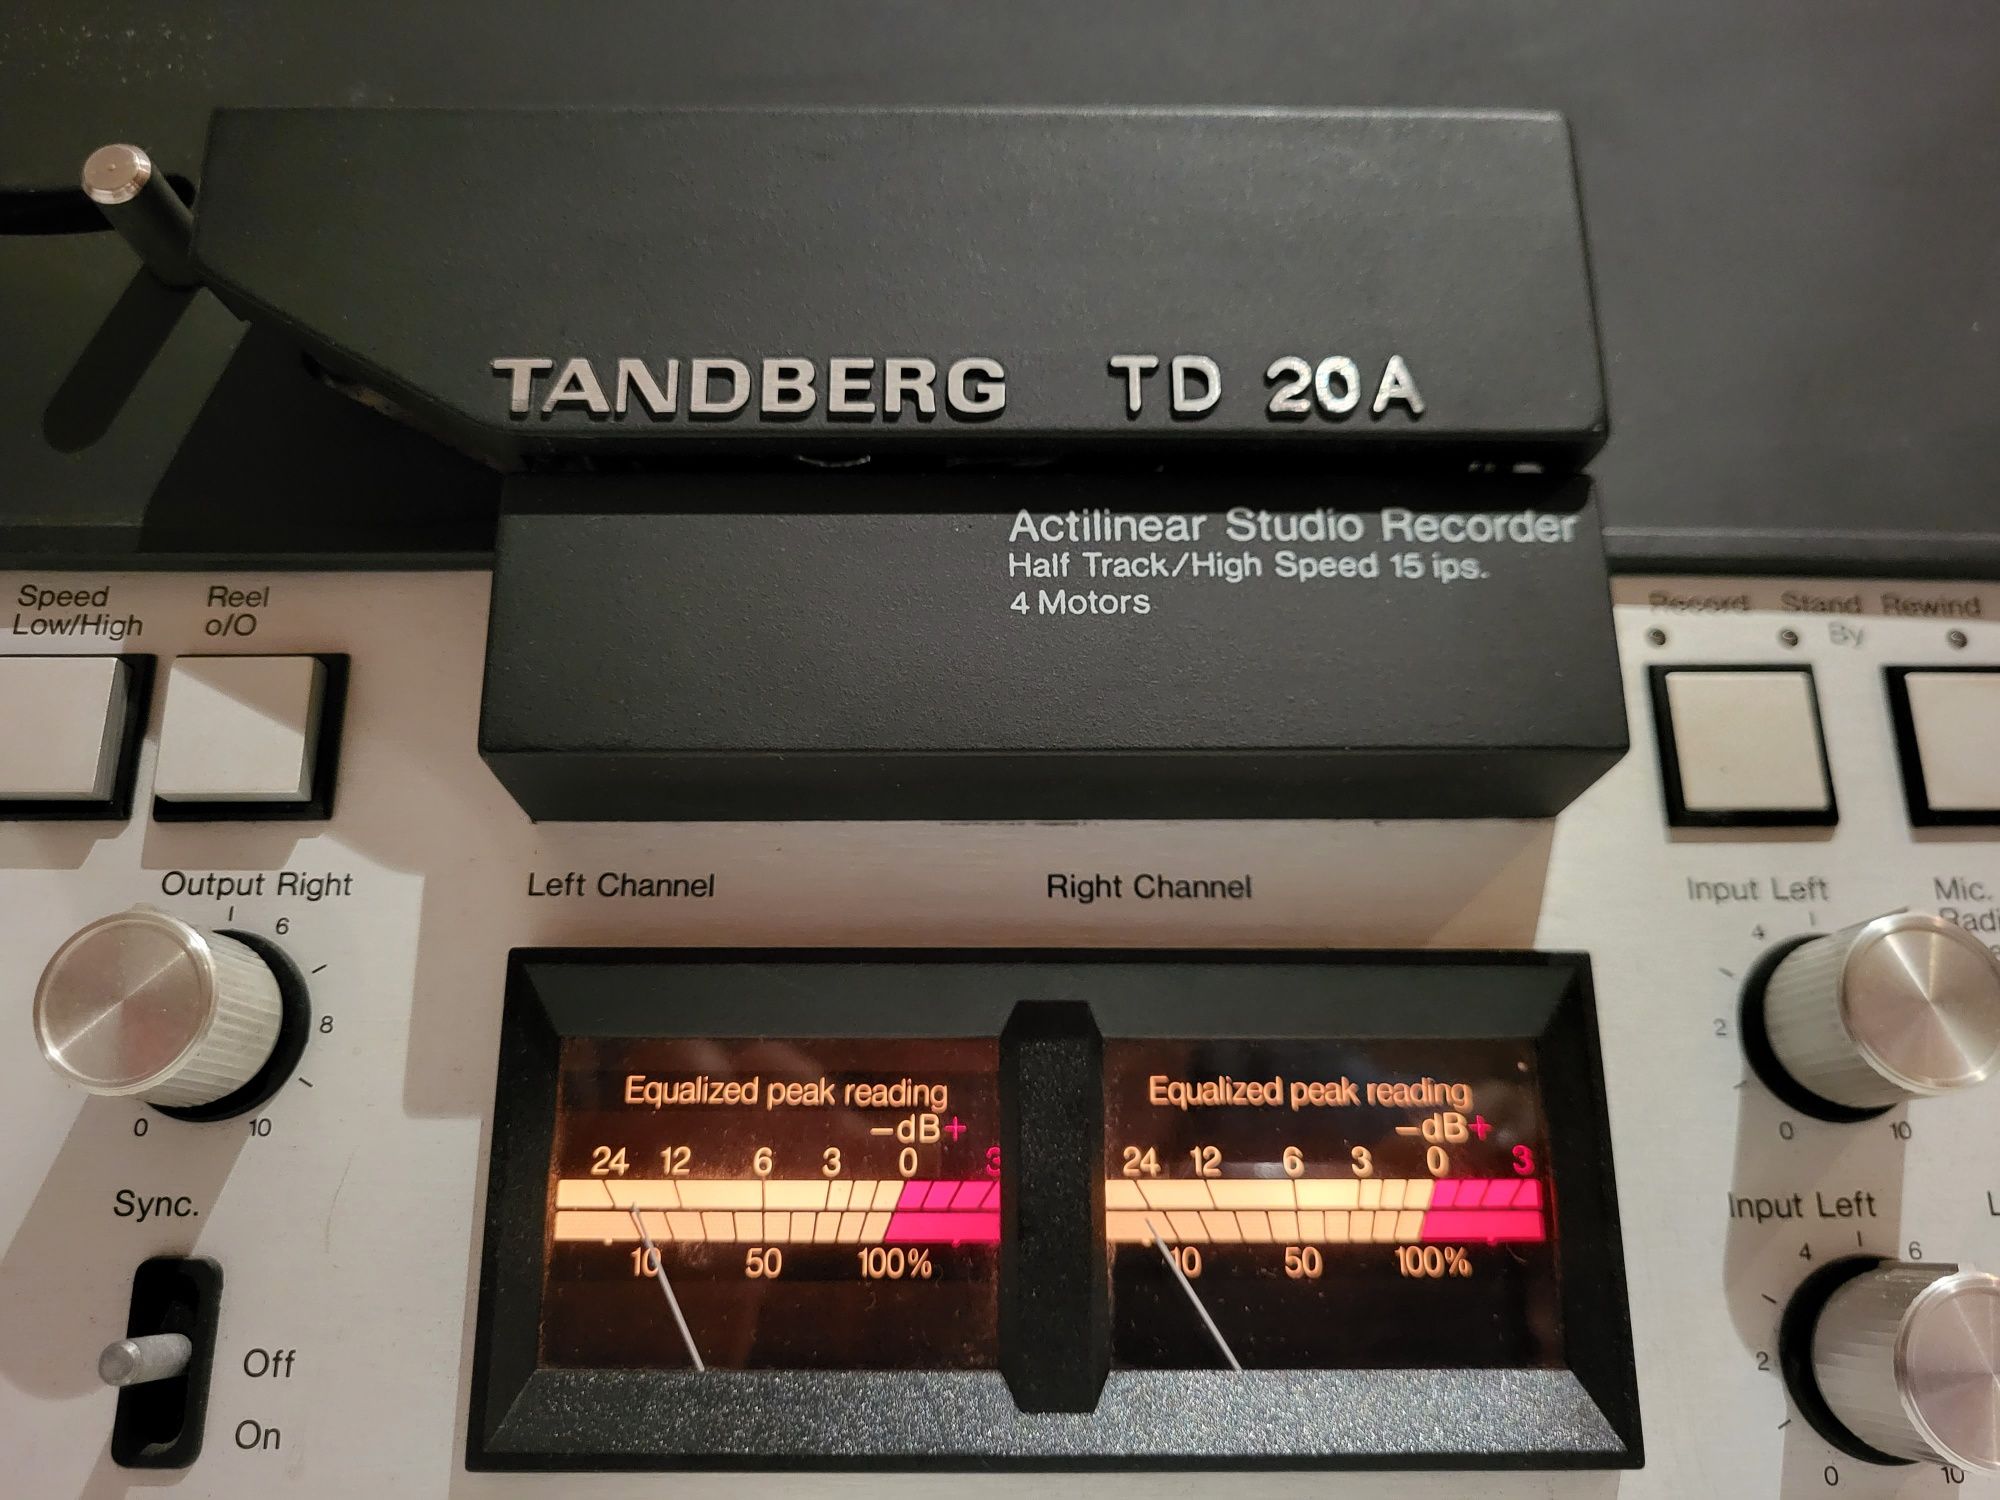 TANDBERG TD 20A
Actilinear Studio Recorder
Half Track/High Speed 15 ips.
4 Motors
Speed
Low/High
Reel
o/O
Record
Stand
By
Rewind
Output Right
6
8
0
10
Left Channel
Right Channel
Input Left
4
2
0
10
Mic.
Sync.
Off
On
Equalized peak reading
−dB+
24 12 6 3 0 3
10 50 100%
Equalized peak reading
−dB+
24 12 6 3 0 3
10 50 100%
Input Left
4
6
2
0
10